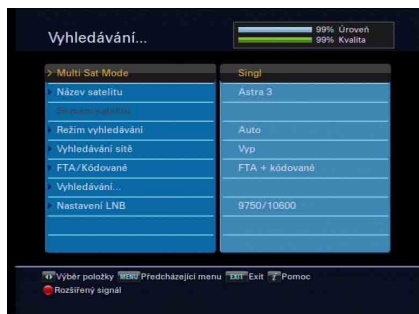 Vyhledávání...
99% Úroveň
99% Kvalita
> Multi Sat Mode Singl
Název satelitu Astra 3
Režim vyhledávání Auto
Vyhledávání sítě Vyp
FTA/Kódované FTA + kódované
Vyhledávání...
Nastavení LNB 9750/10600
Výběr položky MENU Předcházející menu EXIT Exit ? Pomoc
Rozšířený signál